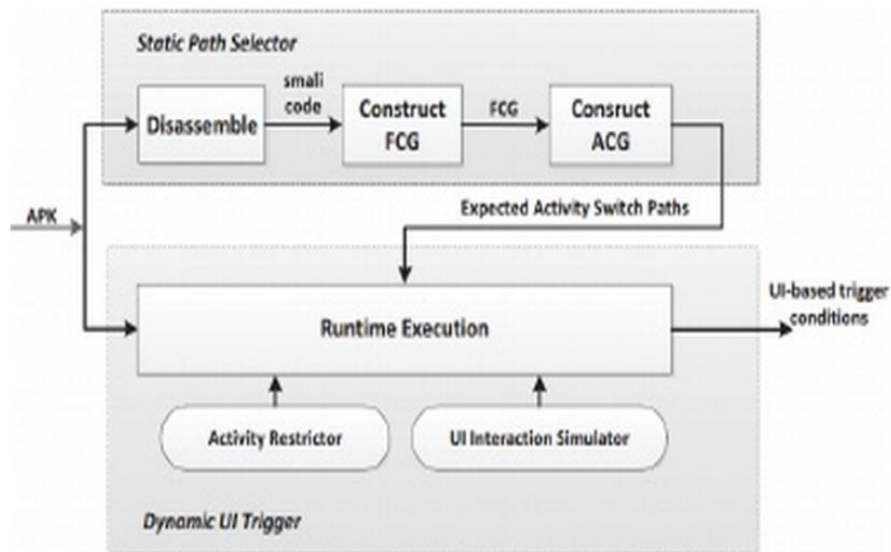 Static Path Selector
smali
code
Disassemble
Construct
FCG
FCG
Consruct
ACG
APK
Expected Activity Switch Paths
Runtime Execution
UI-based trigger
conditions
Activity Restrictor
UI Interaction Simulator
Dynamic UI Trigger